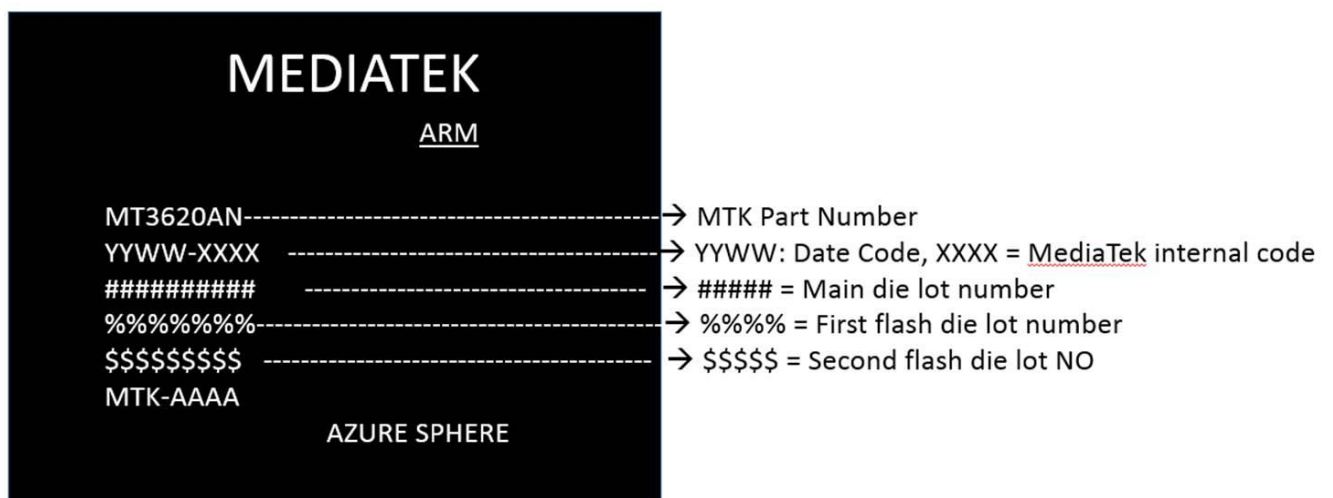 MEDIATEK
ARM
MT3620AN--------------------------------------------→ MTK Part Number
YYWW-XXXX ---------------------------------------→ YYWW: Date Code, XXXX = MediaTek internal code
########## ------------------------------------→ ##### = Main die lot number
%%%%%%%-------------------------------------------→ %%%% = First flash die lot number
$$$$$$$$$ -----------------------------------------→ $$$$$ = Second flash die lot NO
MTK-AAAA
AZURE SPHERE